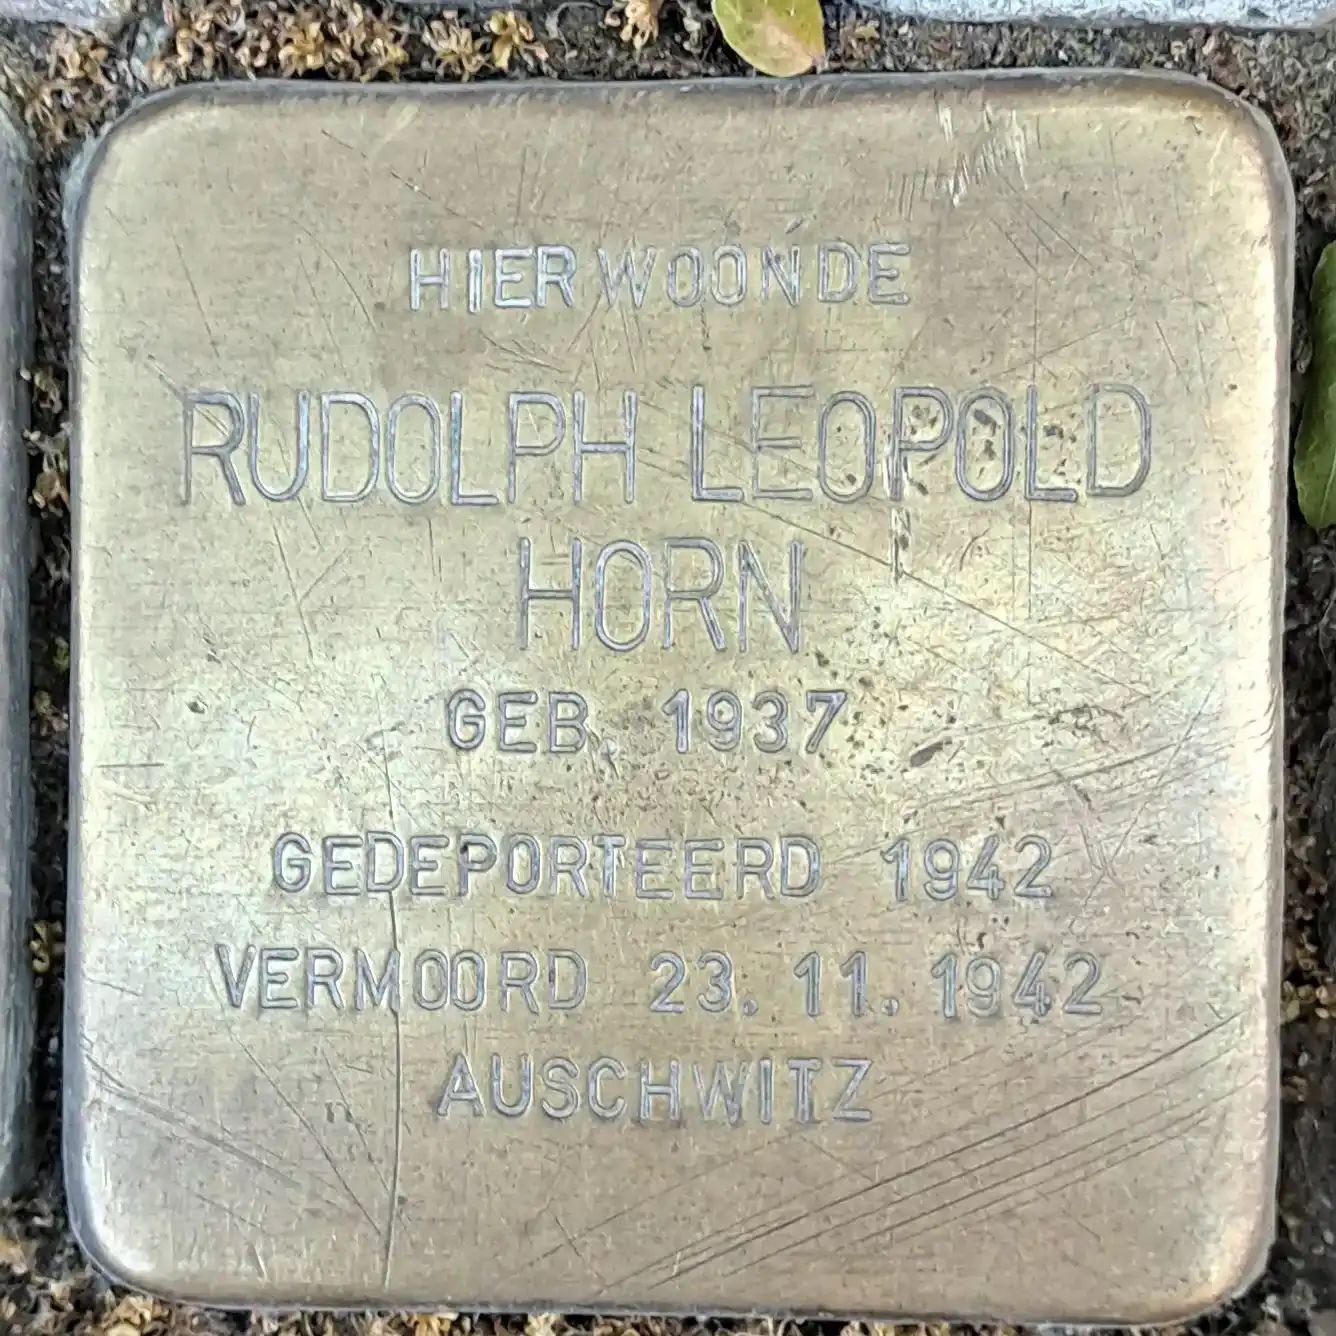 HIER WOONDE
RUDOLPH LEOPOLD
HORN
GEB. 1937
GEDEPORTEERD 1942
VERMOORD 23.11.1942
AUSCHWITZ